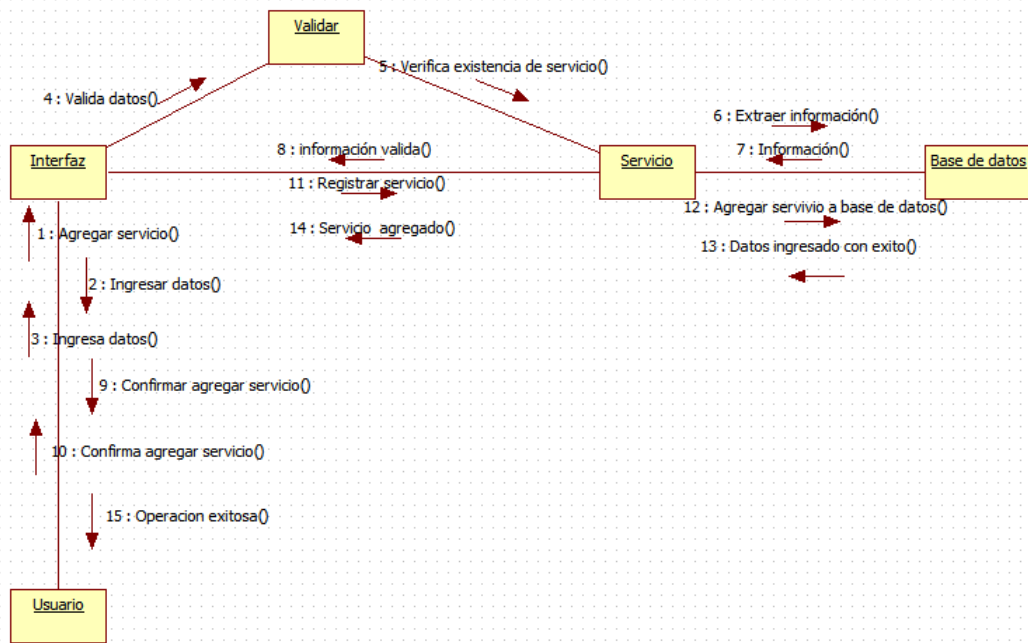 Validar
5 : Verifica existencia de servicio()
4 : Valida datos()
6 : Extraer información()
8 : información valida()
7 : Información()
Interfaz
Servicio
Base de datos
11 : Registrar servicio()
12 : Agregar servivio a base de datos()
14 : Servicio agregado()
1 : Agregar servicio()
13 : Datos ingresado con exito()
2 : Ingresar datos()
3 : Ingresa datos()
9 : Confirmar agregar servicio()
10 : Confirma agregar servicio()
15 : Operacion exitosa()
Usuario